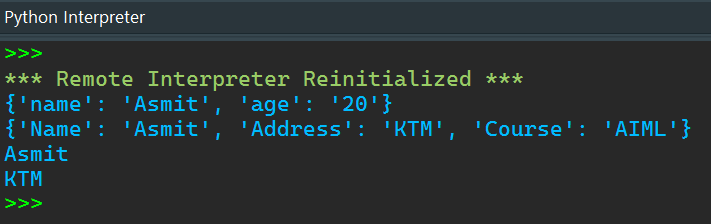 Python Interpreter
>>>
*** Remote Interpreter Reinitialized ***
{'name': 'Asmit', 'age': '20'}
{'Name': 'Asmit', 'Address': 'KTM', 'Course': 'AIML'}
Asmit
KTM
>>>